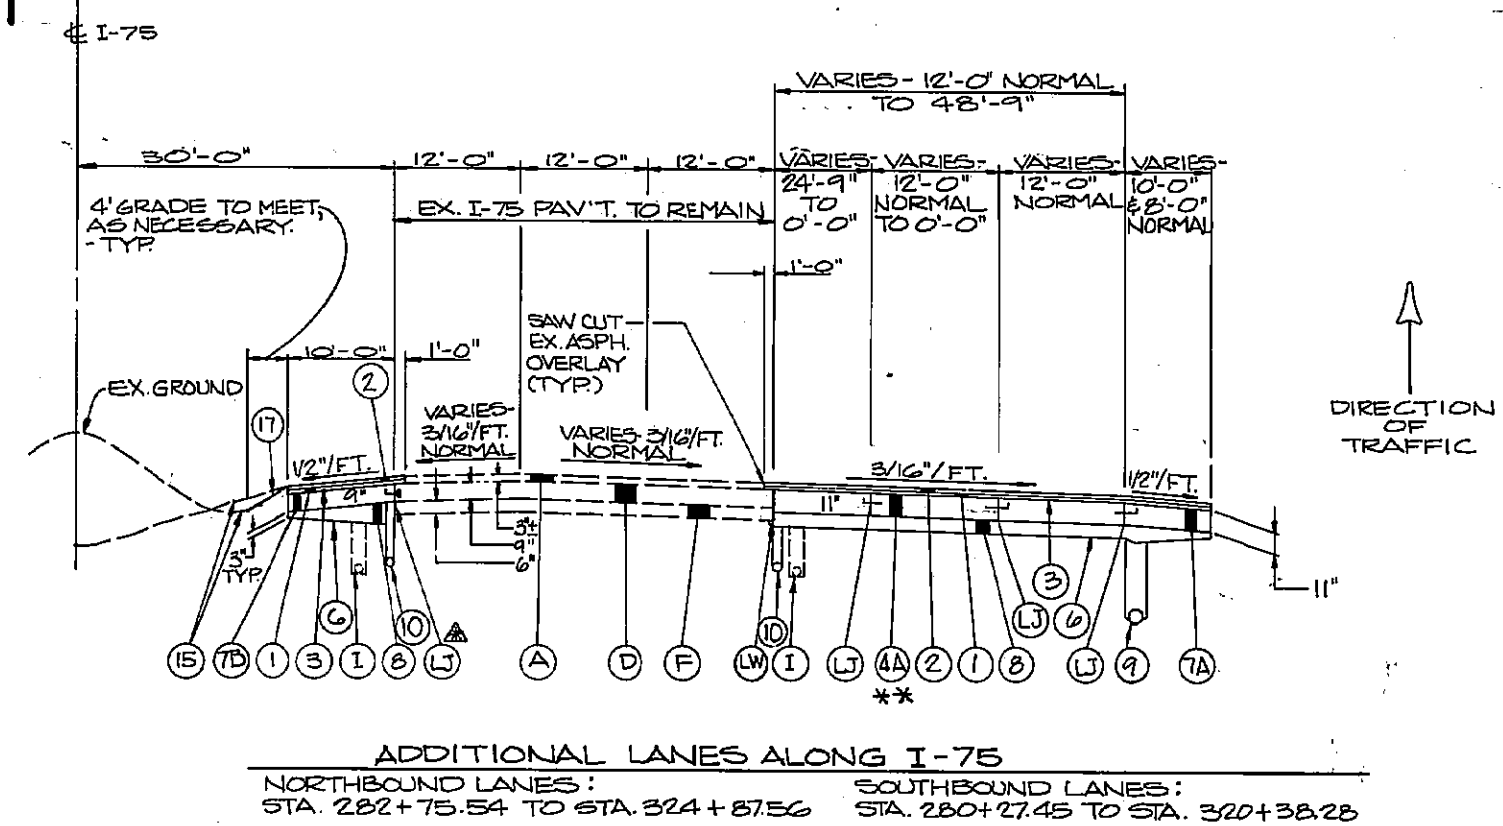 ℄ I-75
VARIES - 12'-0" NORMAL
TO 48'-9"
30'-0"
12'-0"
12'-0"
12'-0"
VARIES-
24'-9"
TO
0'-0"
VARIES-
12'-0"
NORMAL
TO 0'-0"
VARIES-
12'-0"
NORMAL
VARIES-
10'-0"
& 8'-0"
NORMAL
4' GRADE TO MEET,
AS NECESSARY.
- TYP.
EX. I-75 PAV'T. TO REMAIN
1'-0"
SAW CUT
EX. ASPH.
OVERLAY
(TYP.)
10'-0"
1'-0"
EX. GROUND
2
17
VARIES-
3/16"/FT.
NORMAL
VARIES-3/16"/FT.
NORMAL
1/2"/FT.
3/16"/FT.
1/2"/FT.
DIRECTION
OF
TRAFFIC
9"
11"
3"±
9"
6"
3"
TYP.
11"
6
10
10
LJ
3
6
15
7B
1
3
I
8
LJ
A
D
F
LW
I
LJ
4A
2
1
8
LJ
9
7A
**
ADDITIONAL LANES ALONG I-75
NORTHBOUND LANES:
STA. 282+75.54 TO STA. 324+87.56
SOUTHBOUND LANES:
STA. 280+27.45 TO STA. 320+38.28